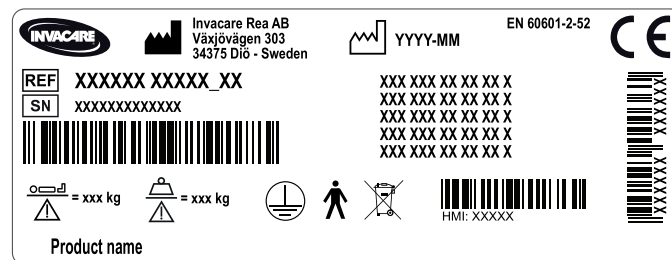 INVACARE
Invacare Rea AB
Växjövägen 303
34375 Diö - Sweden
YYYY-MM
EN 60601-2-52
CE
REF XXXXXX XXXXX_XX
SN XXXXXXXXXXXXX
XXX XXX XX XX XX X
XXX XXX XX XX XX X
XXX XXX XX XX XX X
XXX XXX XX XX XX X
XXX XXX XX XX XX X
= xxx kg
= xxx kg
HMI: XXXXX
Product name